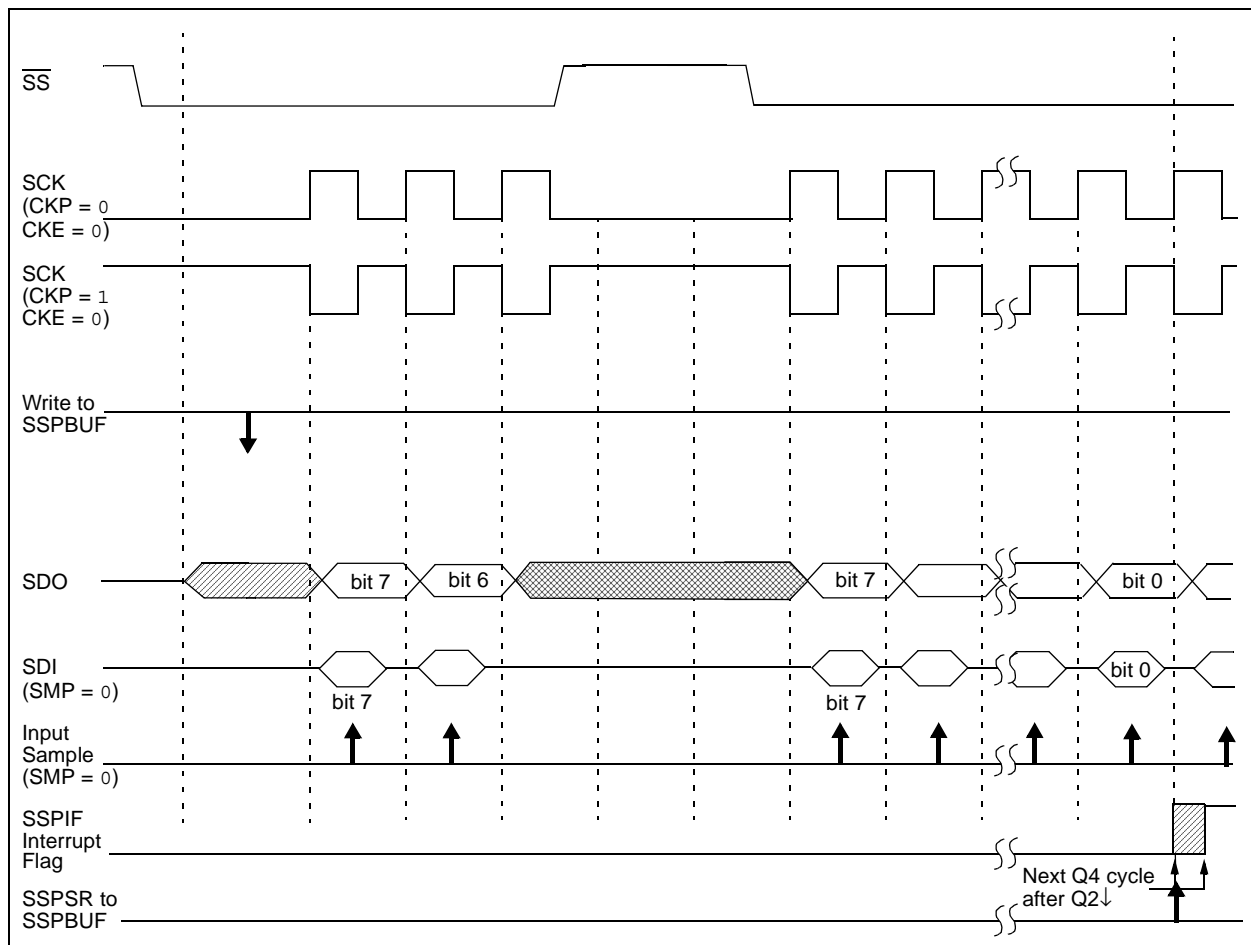 SS
SCK
(CKP = 0
CKE = 0)
SCK
(CKP = 1
CKE = 0)
Write to
SSPBUF
SDO
bit 7
bit 6
bit 7
bit 0
SDI
(SMP = 0)
bit 7
bit 7
bit 0
Input
Sample
(SMP = 0)
SSPIF
Interrupt
Flag
SSPSR to
SSPBUF
Next Q4 cycle
after Q2↓